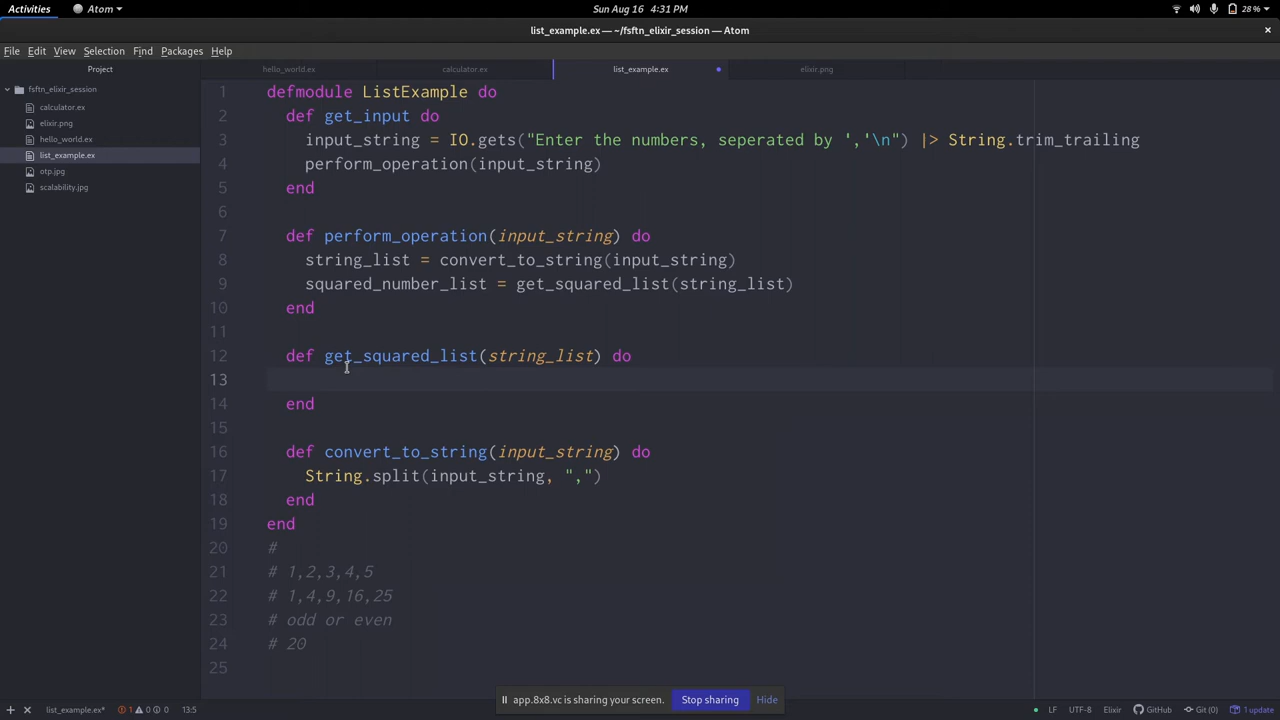 Activities
Atom
Sun Aug 16 4:31 PM
28 %
list_example.ex — ~/fsftn_elixir_session — Atom
File Edit View Selection Find Packages Help
Project
hello_world.ex
calculator.ex
list_example.ex
elixir.png
fsftn_elixir_session
calculator.ex
elixir.png
hello_world.ex
list_example.ex
otp.jpg
scalability.jpg
1 defmodule ListExample do
2 def get_input do
3 input_string = IO.gets("Enter the numbers, seperated by ','\n") |> String.trim_trailing
4 perform_operation(input_string)
5 end
6
7 def perform_operation(input_string) do
8 string_list = convert_to_string(input_string)
9 squared_number_list = get_squared_list(string_list)
10 end
11
12 def get_squared_list(string_list) do
13
14 end
15
16 def convert_to_string(input_string) do
17 String.split(input_string, ",")
18 end
19 end
20 #
21 # 1,2,3,4,5
22 # 1,4,9,16,25
23 # odd or even
24 # 20
25
app.8x8.vc is sharing your screen.
Stop sharing
Hide
list_example.ex*
1 0 0
13:5
LF
UTF-8
Elixir
GitHub
Git (0)
1 update